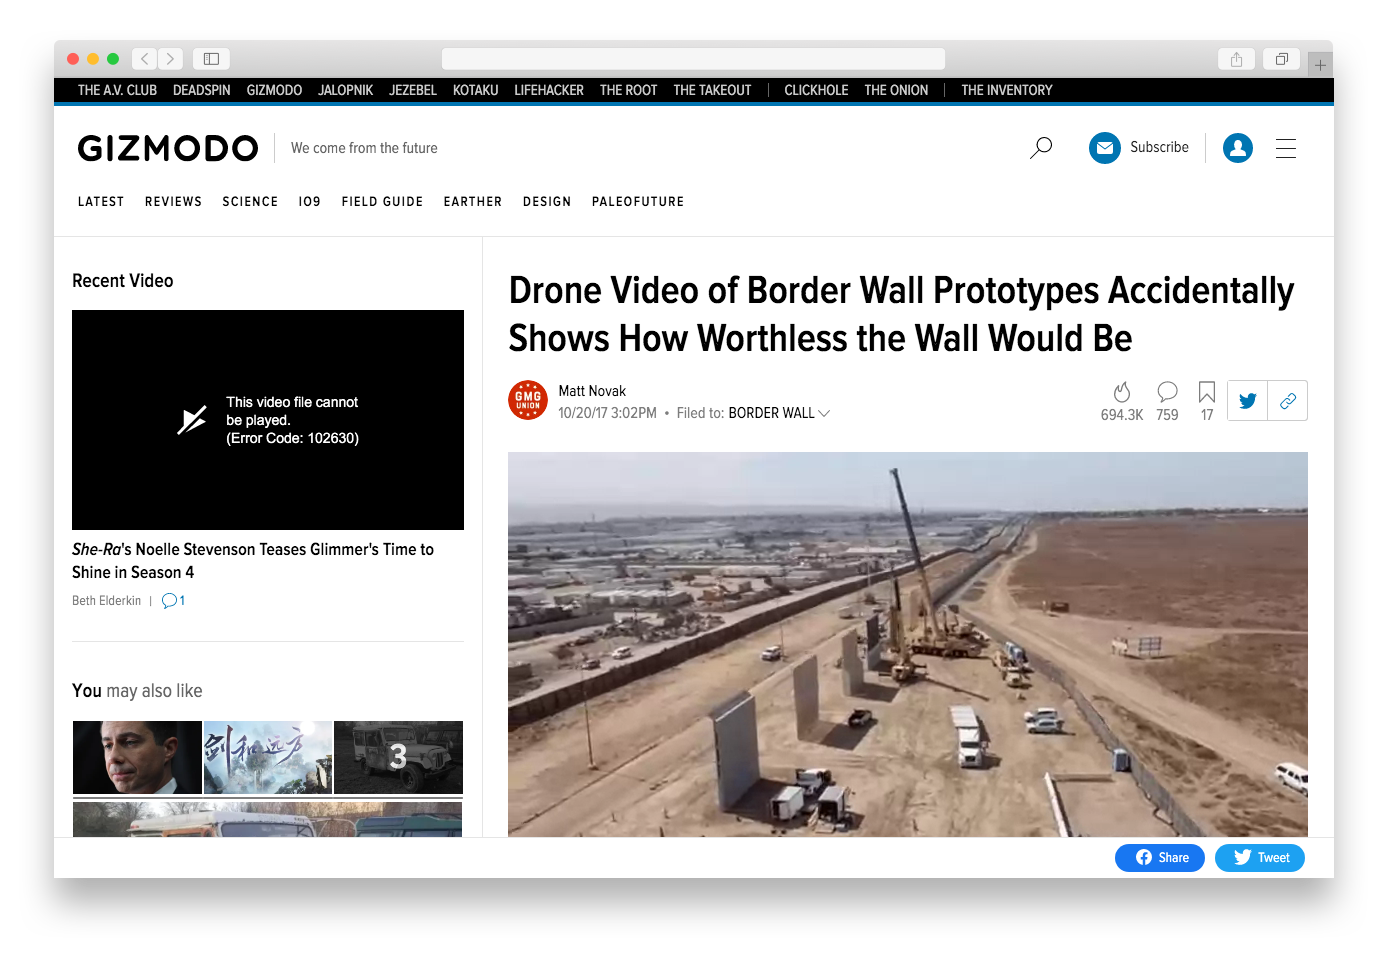 THE A.V. CLUB DEADSPIN GIZMODO JALOPNIK JEZEBEL KOTAKU LIFEHACKER THE ROOT THE TAKEOUT CLICKHOLE THE ONION THE INVENTORY
GIZMODO We come from the future Subscribe
LATEST REVIEWS SCIENCE IO9 FIELD GUIDE EARTHER DESIGN PALEOFUTURE
Recent Video
This video file cannot
be played.
(Error Code: 102630)
She-Ra's Noelle Stevenson Teases Glimmer's Time to
Shine in Season 4
Beth Elderkin | 1
You may also like
剑和远方
3
Drone Video of Border Wall Prototypes Accidentally
Shows How Worthless the Wall Would Be
GMG
UNION
Matt Novak
10/20/17 3:02PM • Filed to: BORDER WALL
694.3K 759 17
Share Tweet